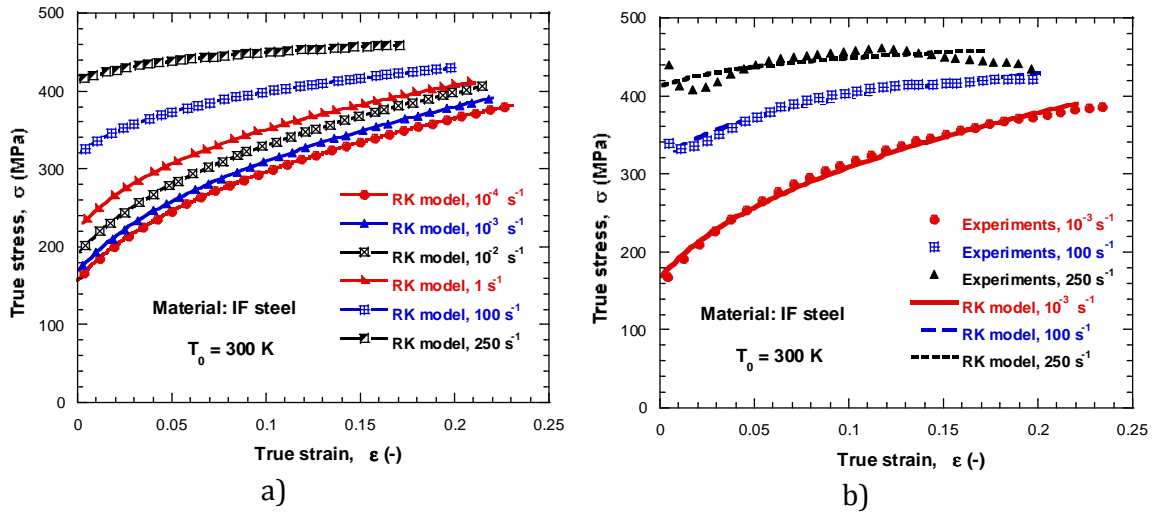 500
400
300
200
100
0
True stress, σ (MPa)
RK model, 10⁻⁴ s⁻¹
RK model, 10⁻³ s⁻¹
RK model, 10⁻² s⁻¹
RK model, 1 s⁻¹
RK model, 100 s⁻¹
RK model, 250 s⁻¹
Material: IF steel
T₀ = 300 K
0
0.05
0.1
0.15
0.2
0.25
True strain, ε (-)
a)
500
400
300
200
100
0
True stress, σ (MPa)
Experiments, 10⁻³ s⁻¹
Experiments, 100 s⁻¹
Experiments, 250 s⁻¹
RK model, 10⁻³ s⁻¹
RK model, 100 s⁻¹
RK model, 250 s⁻¹
Material: IF steel
T₀ = 300 K
0
0.05
0.1
0.15
0.2
0.25
True strain, ε (-)
b)